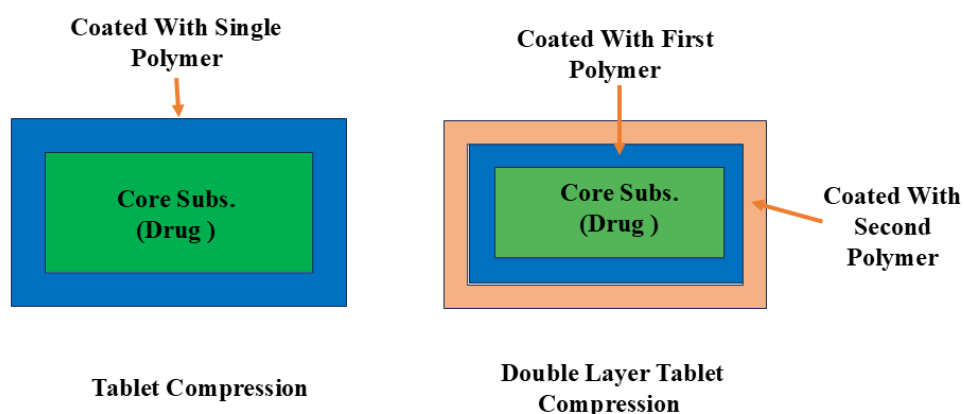 Coated With Single
Polymer
Core Subs.
(Drug )
Tablet Compression
Coated With First
Polymer
Core Subs.
(Drug )
Coated With
Second
Polymer
Double Layer Tablet
Compression